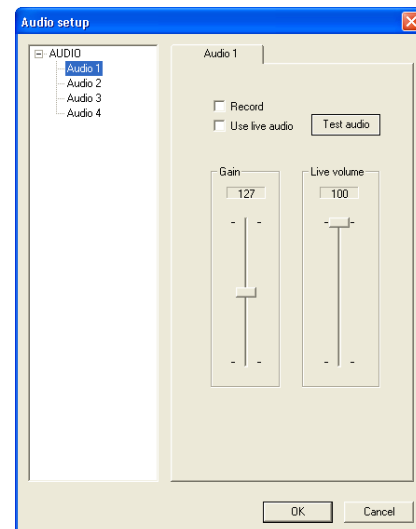 Audio setup
AUDIO
Audio 1
Audio 2
Audio 3
Audio 4
Audio 1
Record
Use live audio
Test audio
Gain
127
Live volume
100
OK
Cancel